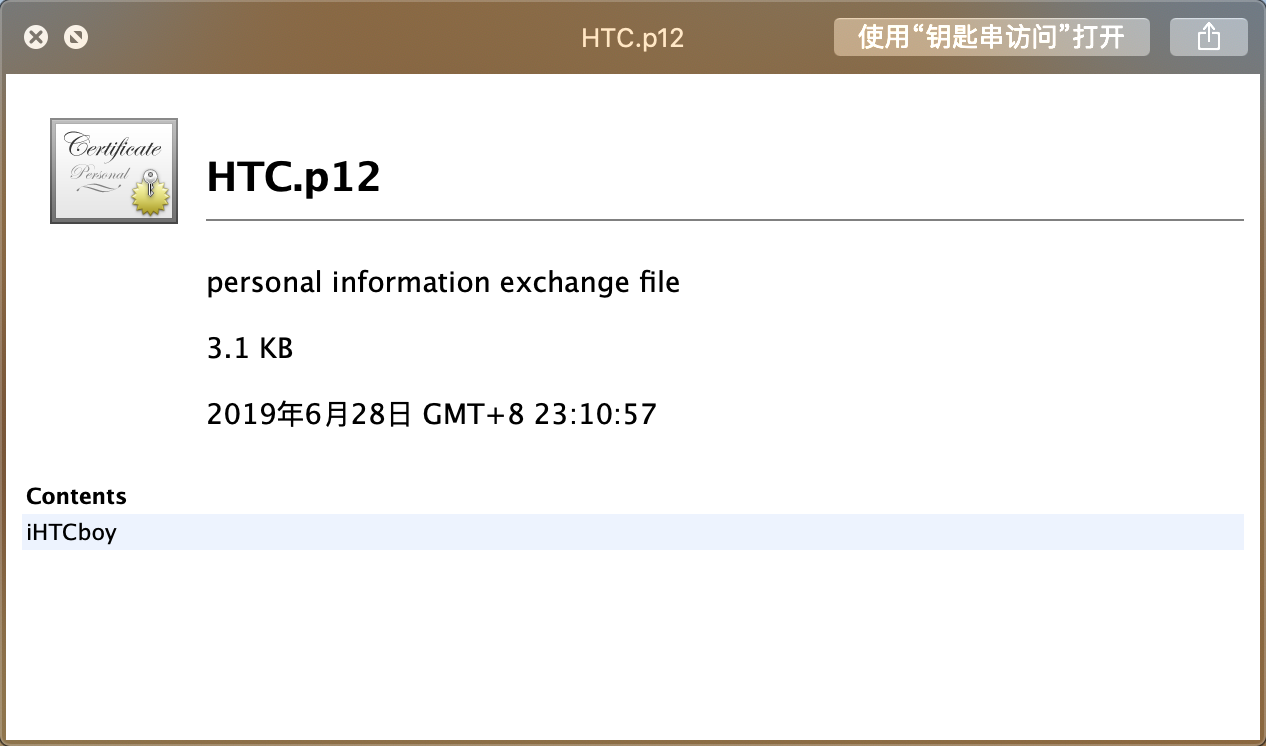 HTC.p12
使用“钥匙串访问”打开
Certificate
Personal
HTC.p12
personal information exchange file
3.1 KB
2019年6月28日 GMT+8 23:10:57
Contents
iHTCboy